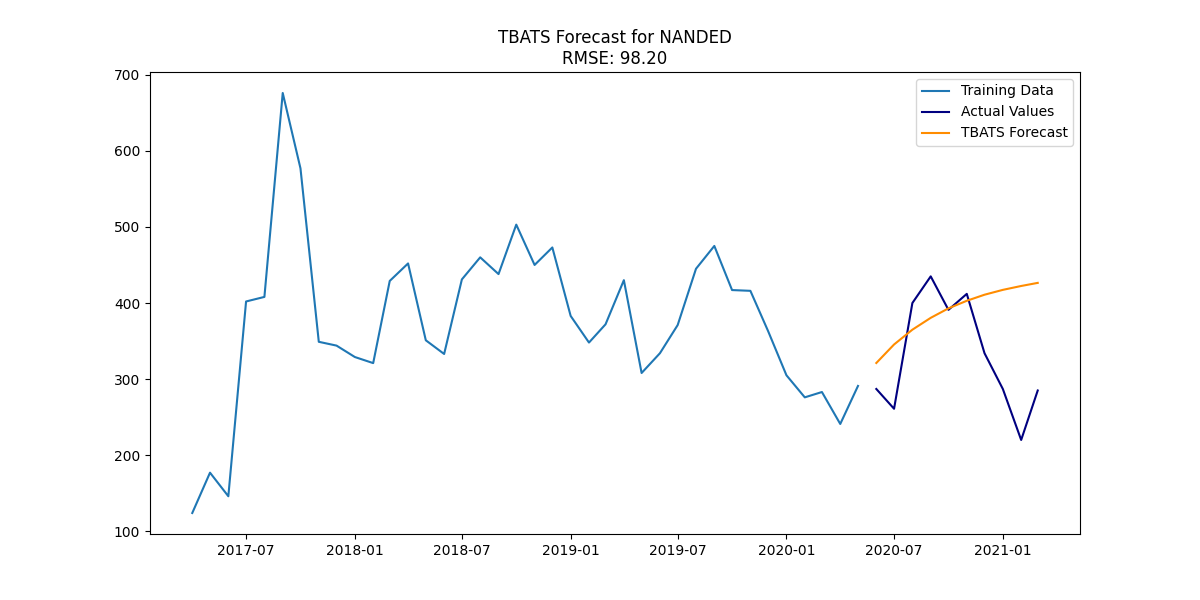 TBATS Forecast for NANDED
RMSE: 98.20
700
600
500
400
300
200
100
Training Data
Actual Values
TBATS Forecast
2017-07 2018-01 2018-07 2019-01 2019-07 2020-01 2020-07 2021-01